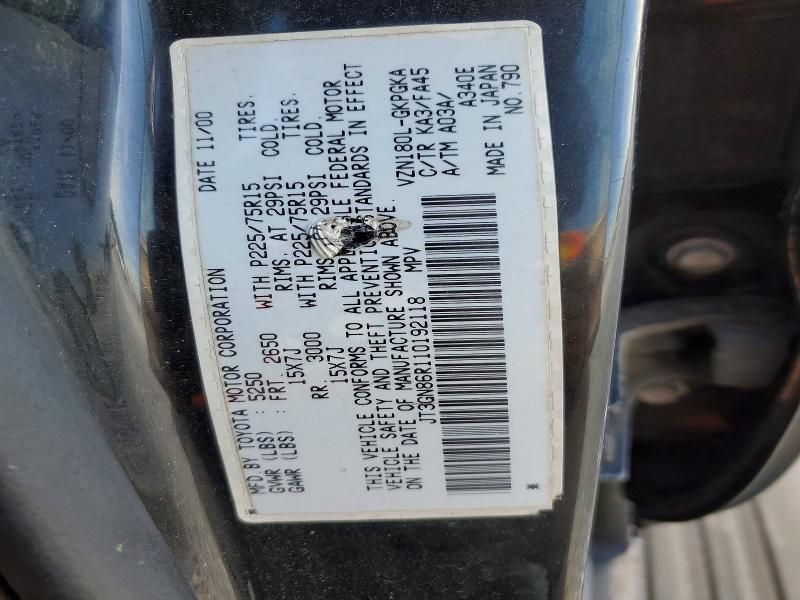 MFD. BY TOYOTA MOTOR CORPORATION DATE 11/00
GVWR (LBS) : 5250
GAWR (LBS) : FRT 2650 WITH P225/75R15 TIRES,
15X7J RIMS, AT 29PSI COLD.
RR. 3000 WITH P225/75R15 TIRES,
15X7J RIMS, 29PSI COLD.
THIS VEHICLE CONFORMS TO ALL FEDERAL MOTOR
VEHICLE SAFETY AND THEFT PREVENTI STANDARDS IN EFFECT
ON THE DATE OF MANUFACTURE SHOWN ABOVE.
JT3GN86R110192118 MPV
VZN180L-GKPGKA
C/TR KA3/FA45
A/TM A03A/
A340E
MADE IN JAPAN
NO. 790